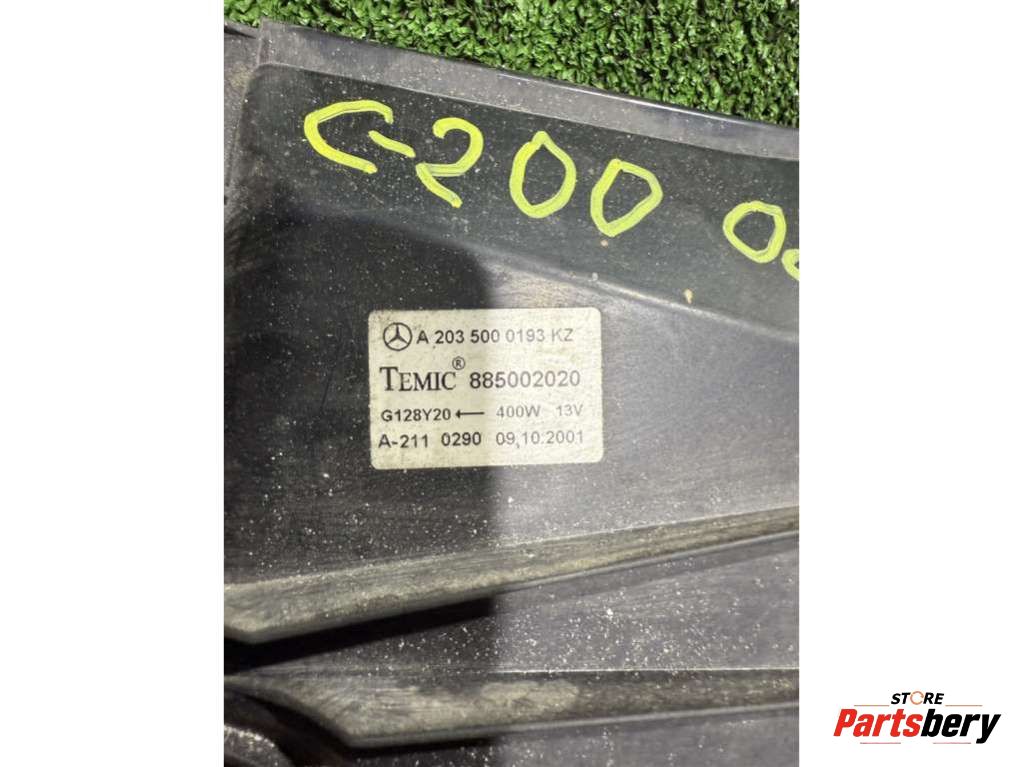 C-200
A 203 500 0193 KZ
TEMIC® 885002020
G128Y20 ← 400W 13V
A-211 0290 09,10.2001
STORE
Partsbery